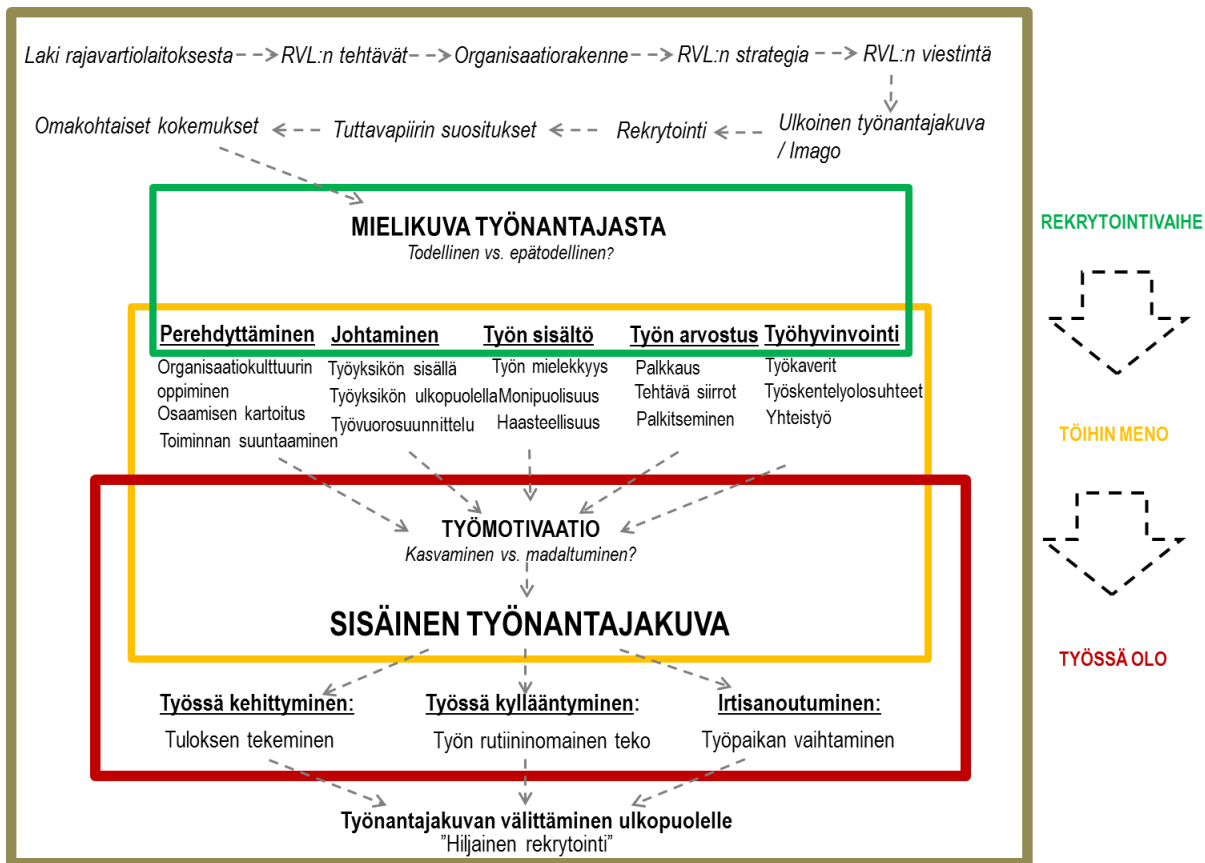 Laki rajavartiolaitoksesta RVL:n tehtävät Organisaatiorakenne RVL:n strategia RVL:n viestintä
Omakohtaiset kokemukset Tuttavapiirin suositukset Rekrytointi Ulkoinen työnantajakuva
/ Imago
MIELIKUVA TYÖNANTAJASTA
Todellinen vs. epätodellinen?
REKRYTOINTIVAIHE
Perehdyttäminen
Organisaatiokulttuurin
oppiminen
Osaamisen kartoitus
Toiminnan suuntaaminen
Johtaminen
Työyksikön sisällä
Työyksikön ulkopuolella
Työvuorosuunnittelu
Työn sisältö
Työn mielekkyys
Monipuolisuus
Haasteellisuus
Työn arvostus
Palkkaus
Tehtävä siirrot
Palkitseminen
Työhyvinvointi
Työkaverit
Työskentelyolosuhteet
Yhteistyö
TÖIHIN MENO
TYÖMOTIVAATIO
Kasvaminen vs. madaltuminen?
SISÄINEN TYÖNANTAJAKUVA
TYÖSSÄ OLO
Työssä kehittyminen:
Tuloksen tekeminen
Työssä kyllääntyminen:
Työn rutiininomainen teko
Irtisanoutuminen:
Työpaikan vaihtaminen
Työnantajakuvan välittäminen ulkopuolelle
"Hiljainen rekrytointi"